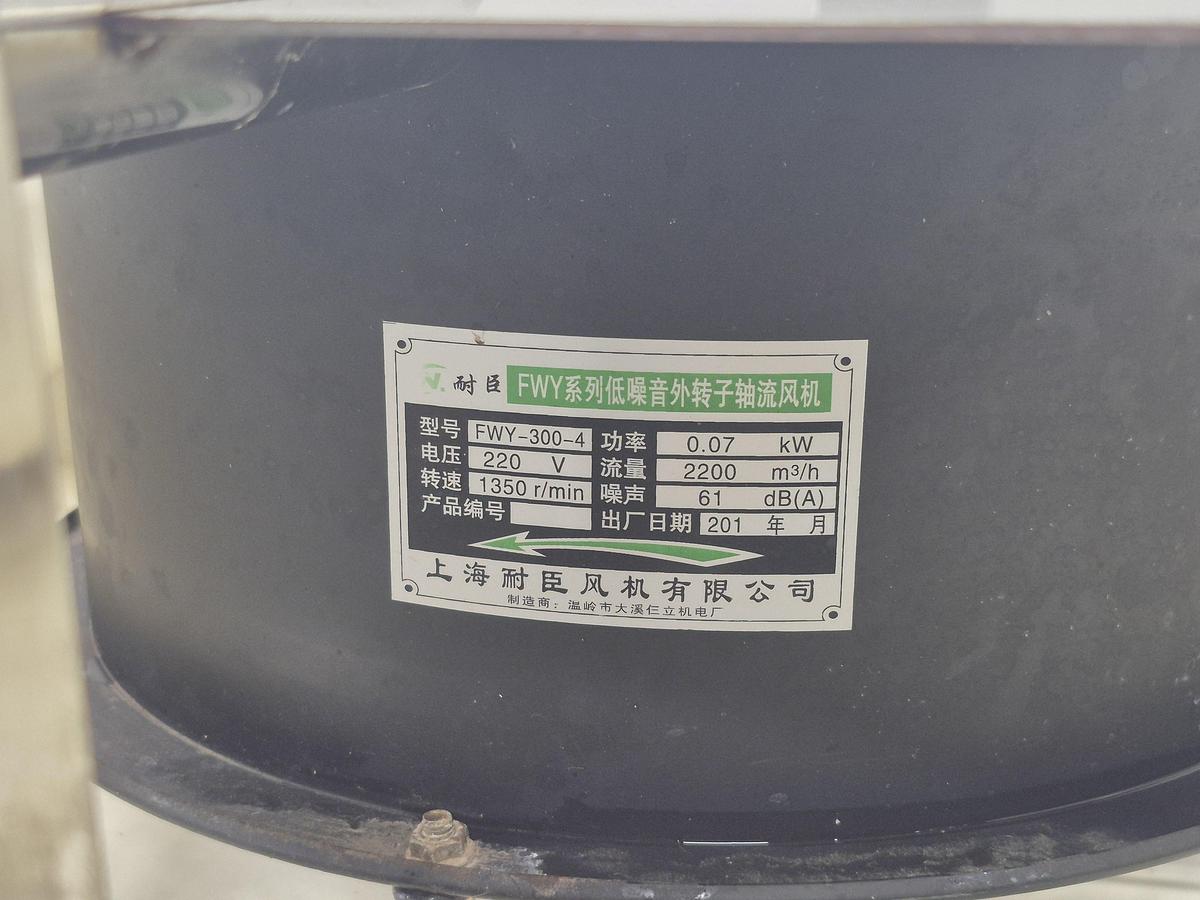 耐臣 FWY系列低噪音外转子轴流风机
型号 FWY-300-4 功率 0.07 kW
电压 220 V 流量 2200 m³/h
转速 1350 r/min 噪声 61 dB(A)
产品编号 出厂日期 201 年 月
上海耐臣风机有限公司
制造商：温岭市大溪仨立机电厂